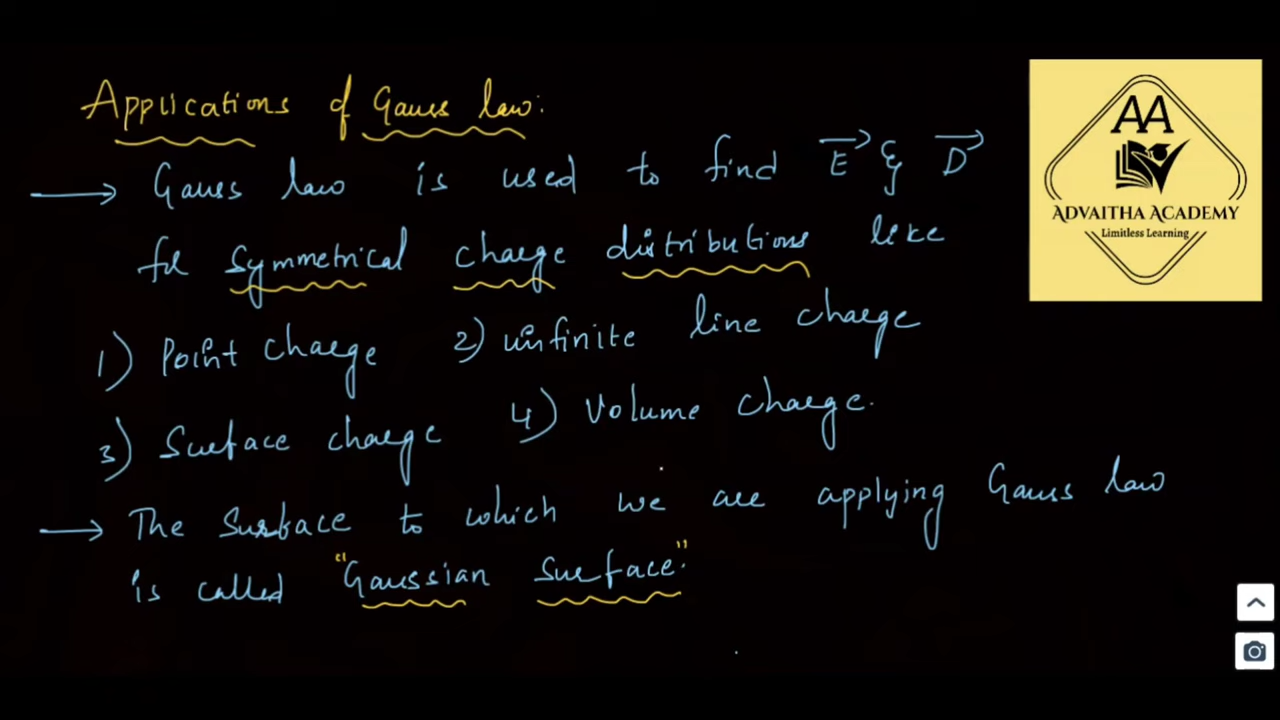 Applications of Gauss law:
→ Gauss law is used to find E & D
for symmetrical charge distributions like
1) Point charge 2) infinite line charge
3) Surface charge 4) Volume charge.
→ The Surface to which we are applying Gauss law
is called "Gaussian Surface".
AA
ADVAITHA ACADEMY
Limitless Learning